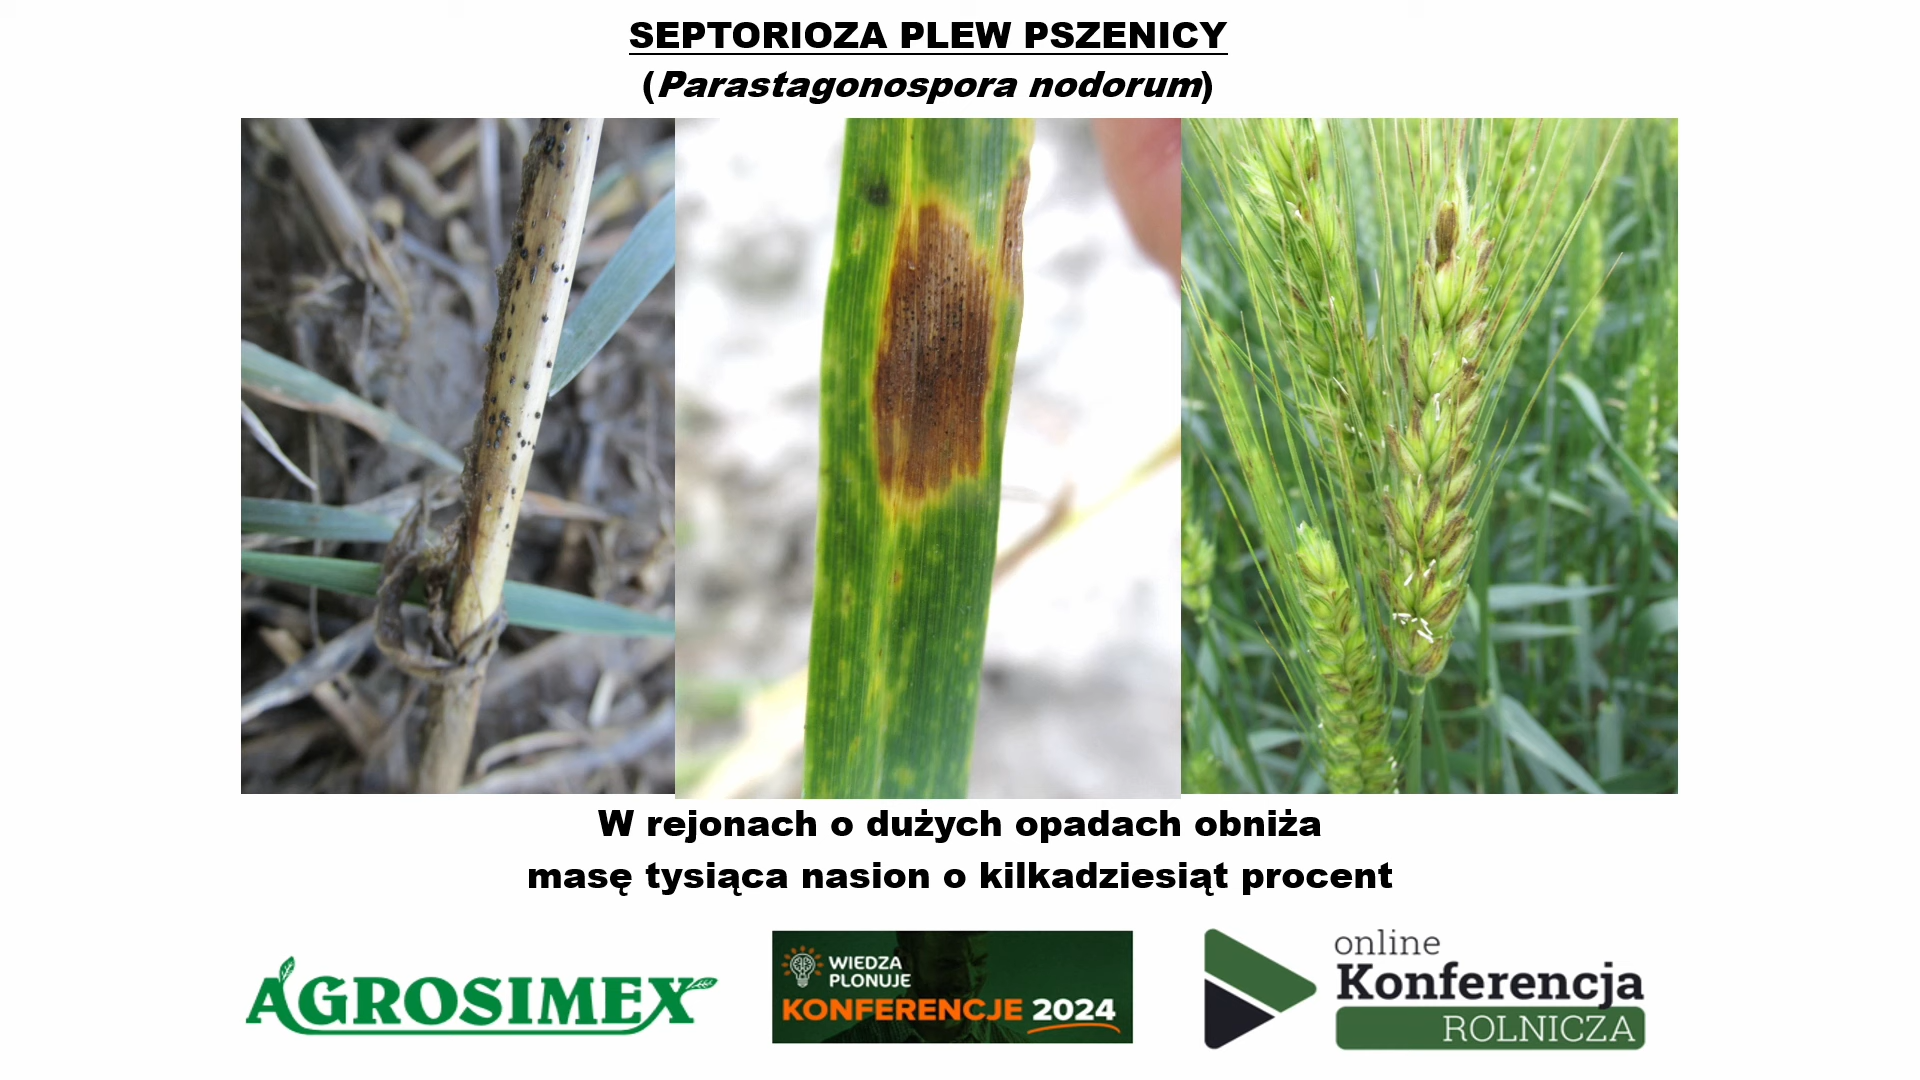 SEPTORIOZA PLEW PSZENICY
(Parastagonospora nodorum)
W rejonach o dużych opadach obniża
masę tysiąca nasion o kilkadziesiąt procent
AGROSIMEX
WIEDZA
PLONUJE
KONFERENCJE 2024
online
Konferencja
ROLNICZA